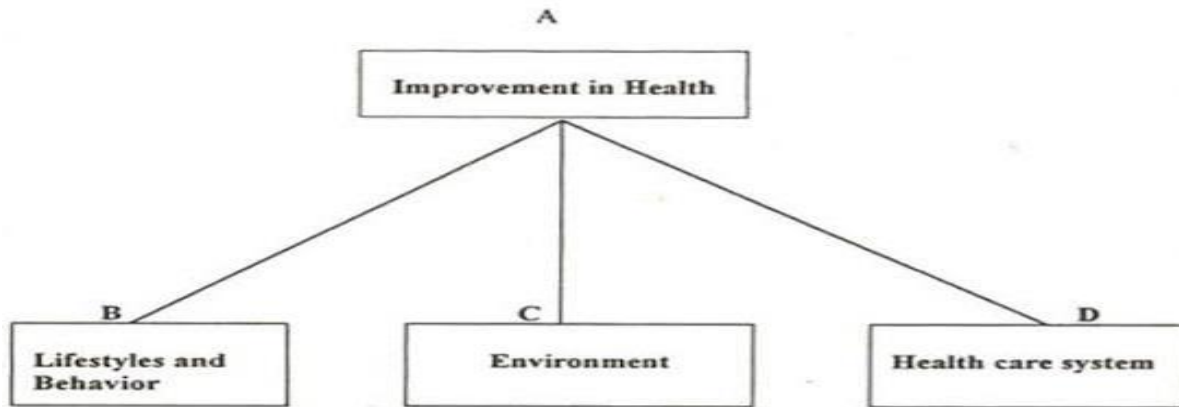 A
Improvement in Health
B
C
D
Lifestyles and
Behavior
Environment
Health care system